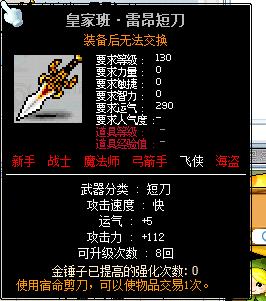 皇家班·雷昂短刀
装备后无法交换
要求等级： 130
要求力量： 0
要求敏捷： 0
要求智力： 0
要求运气： 290
要求人气度： -
道具等级： -
道具经验值： -
新手 战士 魔法师 弓箭手 飞侠 海盗
武器分类 ： 短刀
攻击速度： 快
运气 ： +5
攻击力 ： +112
可升级次数 ： 8回
金锤子已提高的强化次数： 0
使用宿命剪刀，可以使物品交易1次。